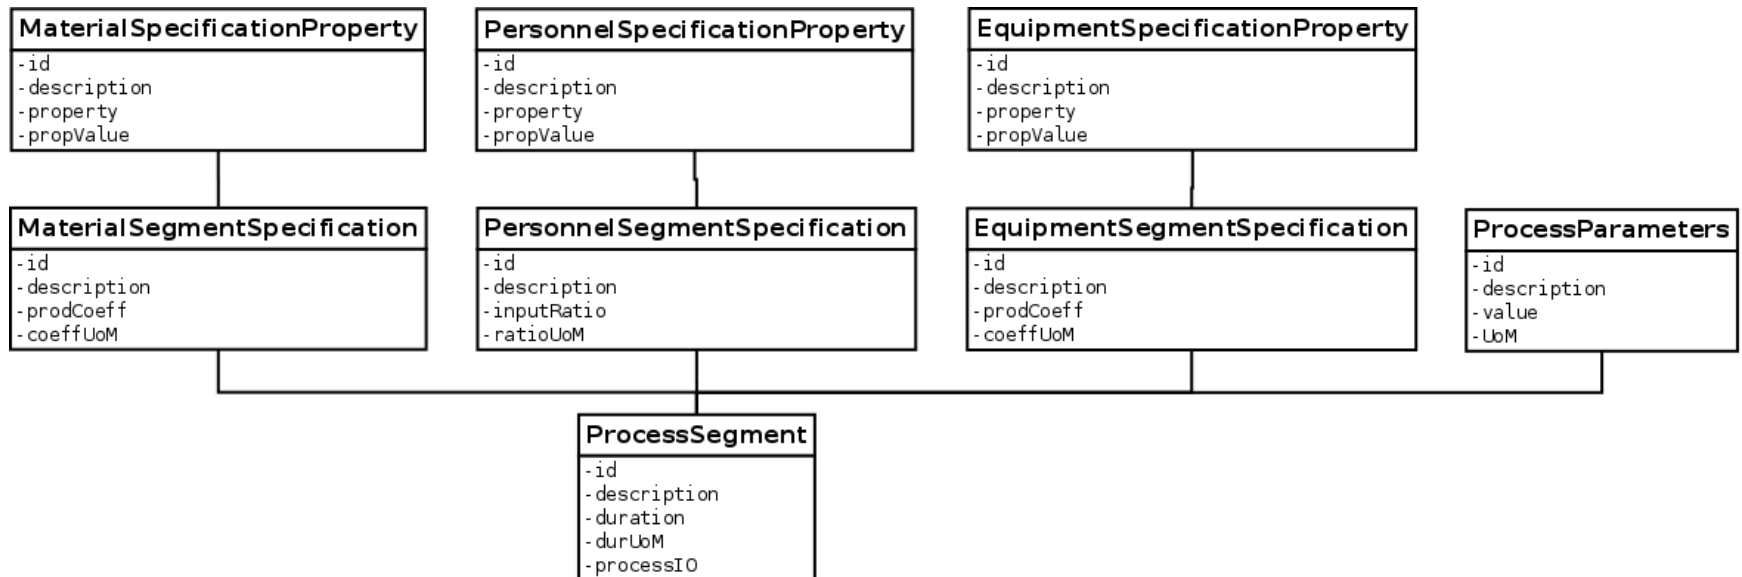 MaterialSpecificationProperty
-id
-description
-property
-propValue
PersonnelSpecificationProperty
-id
-description
-property
-propValue
EquipmentSpecificationProperty
-id
-description
-property
-propValue
MaterialSegmentSpecification
-id
-description
-prodCoeff
-coeffUoM
PersonnelSegmentSpecification
-id
-description
-inputRatio
-ratioUoM
EquipmentSegmentSpecification
-id
-description
-prodCoeff
-coeffUoM
ProcessParameters
-id
-description
-value
-UoM
ProcessSegment
-id
-description
-duration
-durUoM
-processIO